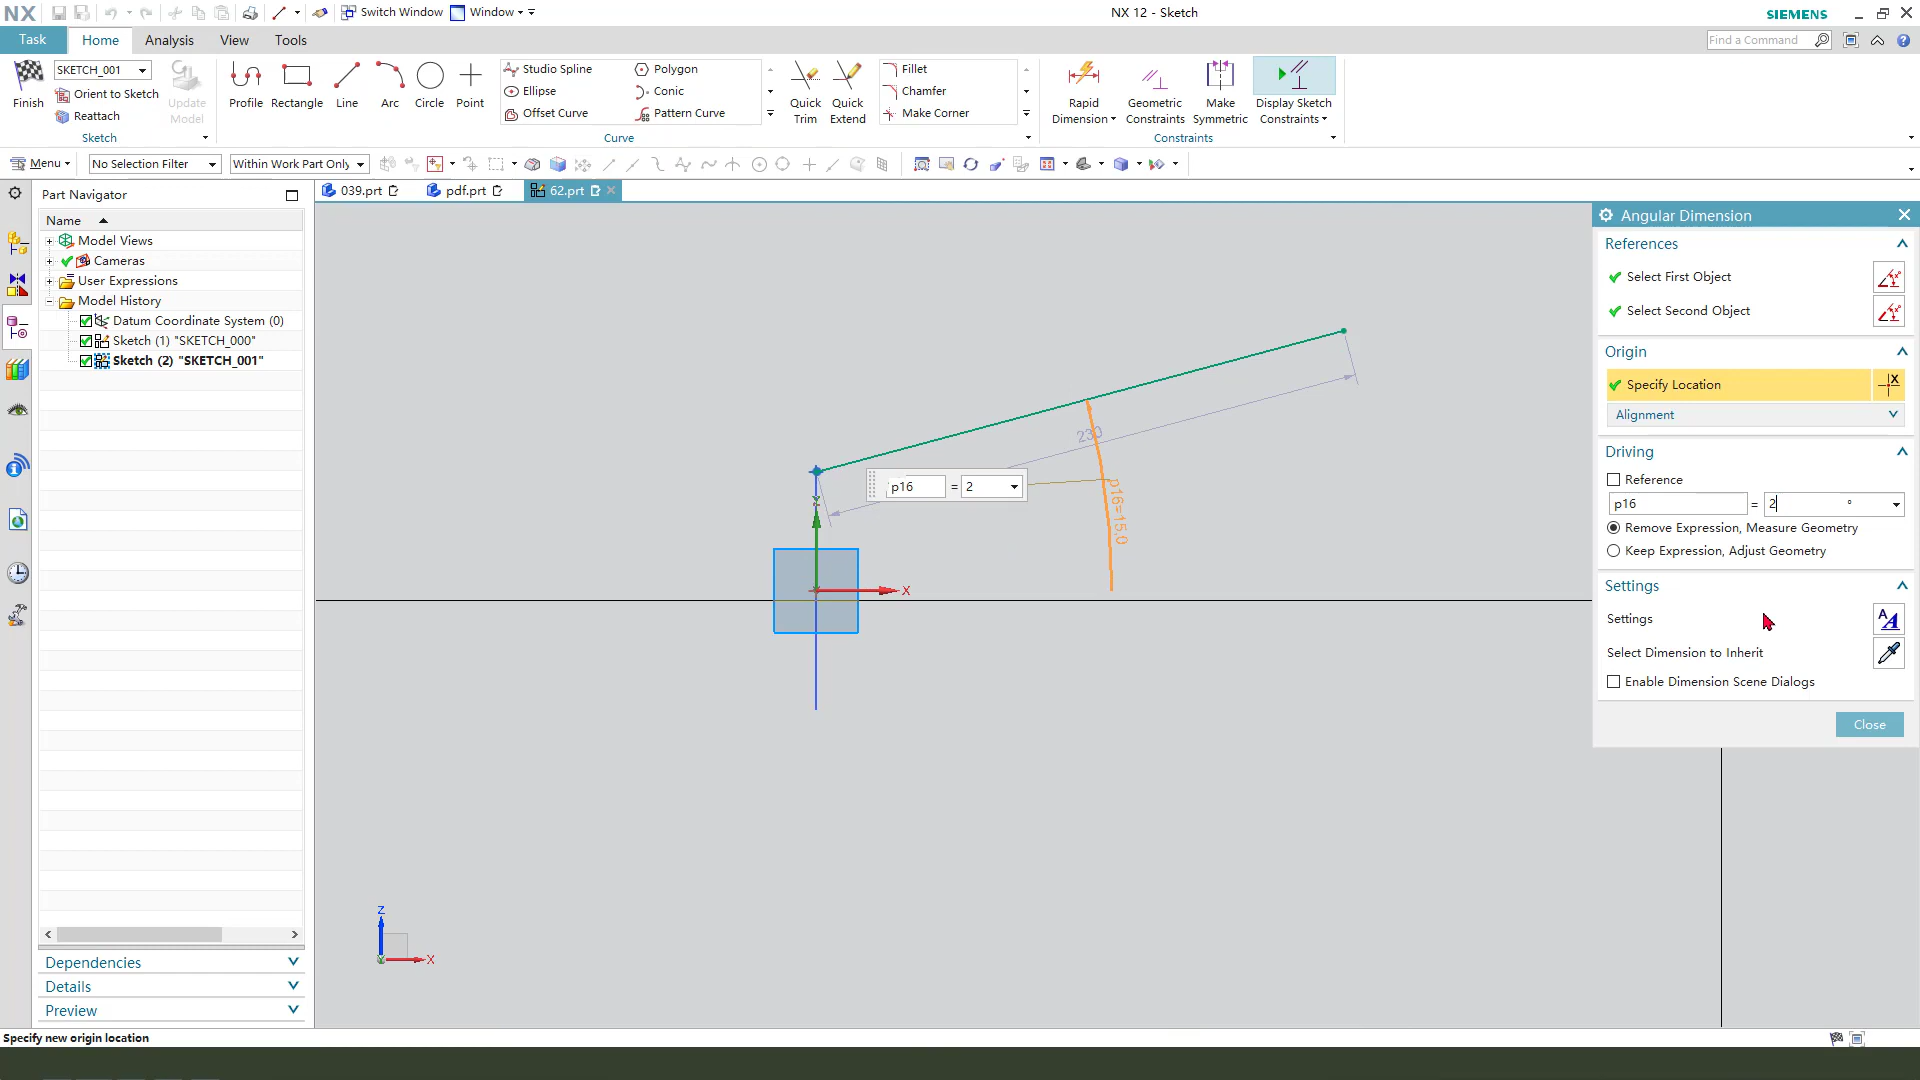 NX
Switch Window
Window
NX 12 - Sketch
SIEMENS
Task
Home
Analysis
View
Tools
Find a Command
SKETCH_001
Finish
Orient to Sketch
Reattach
Update Model
Profile
Rectangle
Line
Arc
Circle
Point
Studio Spline
Polygon
Ellipse
Conic
Offset Curve
Pattern Curve
Quick Trim
Quick Extend
Fillet
Chamfer
Make Corner
Rapid Dimension
Geometric Constraints
Make Symmetric
Display Sketch Constraints
Sketch
Curve
Constraints
Menu
No Selection Filter
Within Work Part Only
Part Navigator
039.prt
pdf.prt
62.prt
Name
Model Views
Cameras
User Expressions
Model History
Datum Coordinate System (0)
Sketch (1) "SKETCH_000"
Sketch (2) "SKETCH_001"
Dependencies
Details
Preview
230
p16 = 2
p16=15.0
Y
X
Z
X
Angular Dimension
References
Select First Object
Select Second Object
Origin
Specify Location
Alignment
Driving
Reference
p16 = 2 °
Remove Expression, Measure Geometry
Keep Expression, Adjust Geometry
Settings
Settings
Select Dimension to Inherit
Enable Dimension Scene Dialogs
Close
Specify new origin location